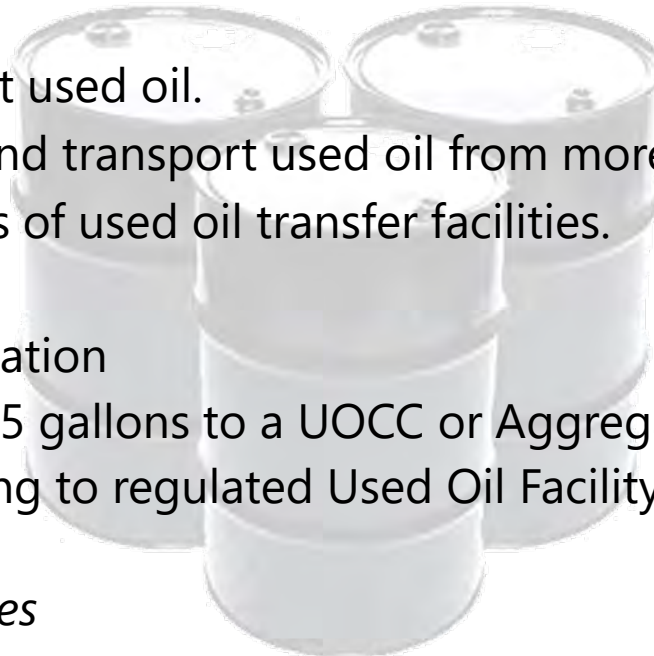 t used oil.
nd transport used oil from more
s of used oil transfer facilities.
ation
5 gallons to a UOCC or Aggreg
ng to regulated Used Oil Facility
es